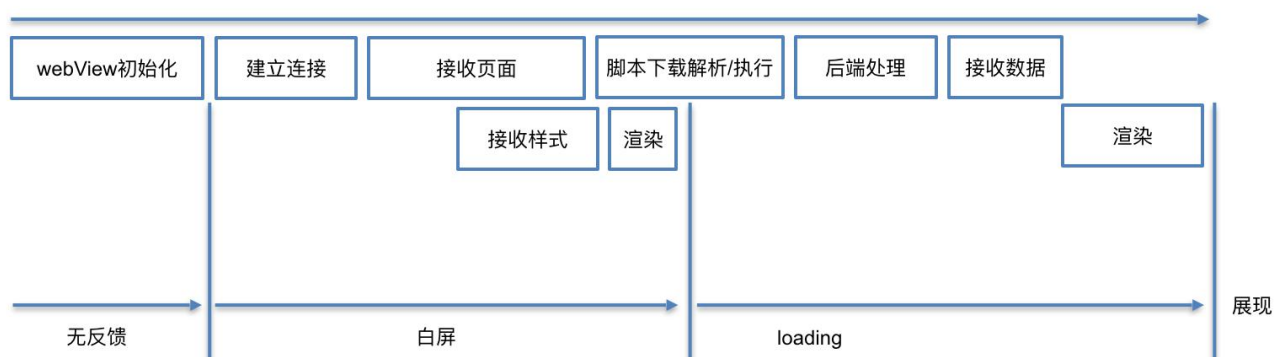 webView初始化
建立连接
接收页面
脚本下载解析/执行
后端处理
接收数据
接收样式
渲染
渲染
展现
无反馈
白屏
loading